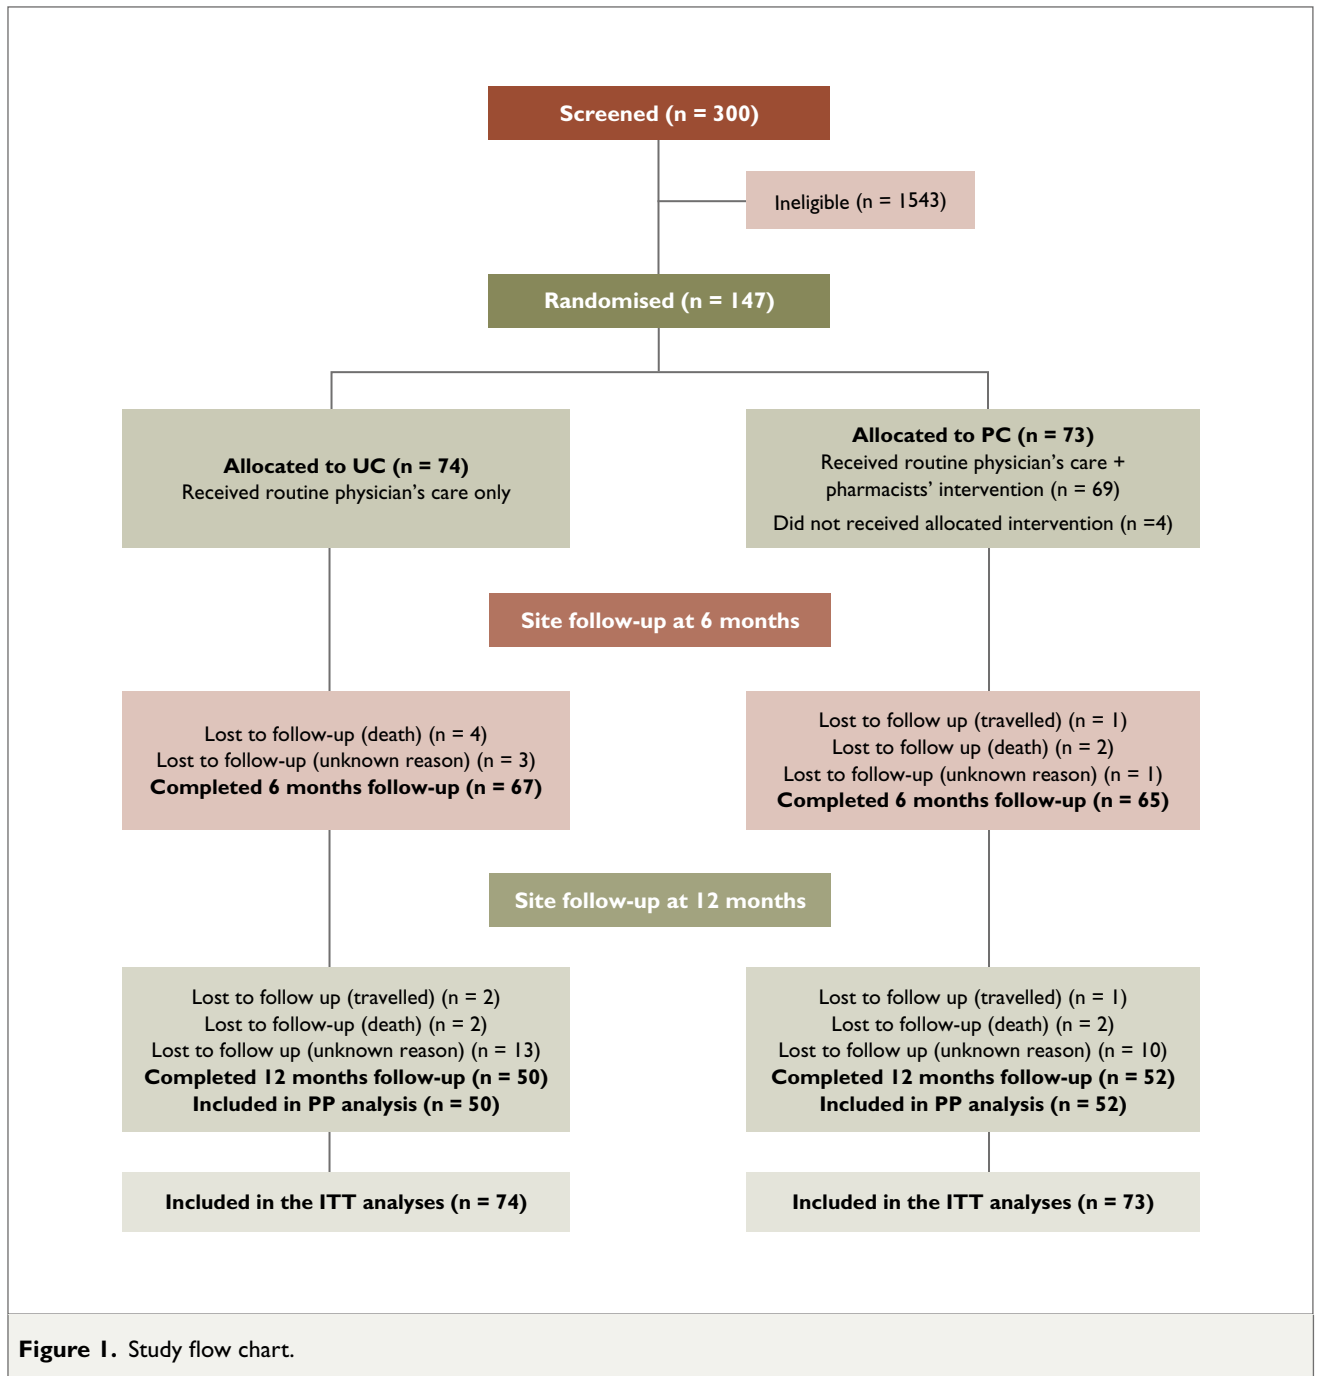 Screened (n = 300)
Ineligible (n = 1543)
Randomised (n = 147)
Allocated to UC (n = 74)
Received routine physician's care only
Allocated to PC (n = 73)
Received routine physician's care +
pharmacists' intervention (n = 69)
Did not received allocated intervention (n =4)
Site follow-up at 6 months
Lost to follow-up (death) (n = 4)
Lost to follow-up (unknown reason) (n = 3)
Completed 6 months follow-up (n = 67)
Lost to follow up (travelled) (n = 1)
Lost to follow up (death) (n = 2)
Lost to follow-up (unknown reason) (n = 1)
Completed 6 months follow-up (n = 65)
Site follow-up at 12 months
Lost to follow up (travelled) (n = 2)
Lost to follow-up (death) (n = 2)
Lost to follow up (unknown reason) (n = 13)
Completed 12 months follow-up (n = 50)
Included in PP analysis (n = 50)
Lost to follow up (travelled) (n = 1)
Lost to follow-up (death) (n = 2)
Lost to follow up (unknown reason) (n = 10)
Completed 12 months follow-up (n = 52)
Included in PP analysis (n = 52)
Included in the ITT analyses (n = 74)
Included in the ITT analyses (n = 73)
Figure 1. Study flow chart.